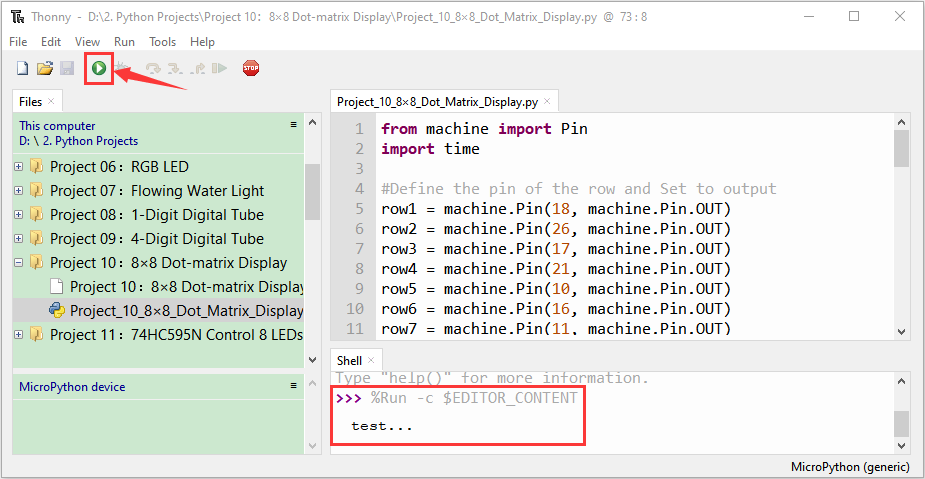 Thonny - D:\2. Python Projects\Project 10：8×8 Dot-matrix Display\Project_10_8×8_Dot_Matrix_Display.py @ 73 : 8
File Edit View Run Tools Help
STOP
Files ×
This computer
D: \ 2. Python Projects
Project 06：RGB LED
Project 07：Flowing Water Light
Project 08：1-Digit Digital Tube
Project 09：4-Digit Digital Tube
Project 10：8×8 Dot-matrix Display
Project 10：8×8 Dot-matrix Display
Project_10_8×8_Dot_Matrix_Display
Project 11：74HC595N Control 8 LEDs
MicroPython device
Project_10_8×8_Dot_Matrix_Display.py ×
1 from machine import Pin
2 import time
3
4 #Define the pin of the row and Set to output
5 row1 = machine.Pin(18, machine.Pin.OUT)
6 row2 = machine.Pin(26, machine.Pin.OUT)
7 row3 = machine.Pin(17, machine.Pin.OUT)
8 row4 = machine.Pin(21, machine.Pin.OUT)
9 row5 = machine.Pin(10, machine.Pin.OUT)
10 row6 = machine.Pin(16, machine.Pin.OUT)
11 row7 = machine.Pin(11, machine.Pin.OUT)
Shell ×
Type "help()" for more information.
>>> %Run -c $EDITOR_CONTENT
test...
MicroPython (generic)